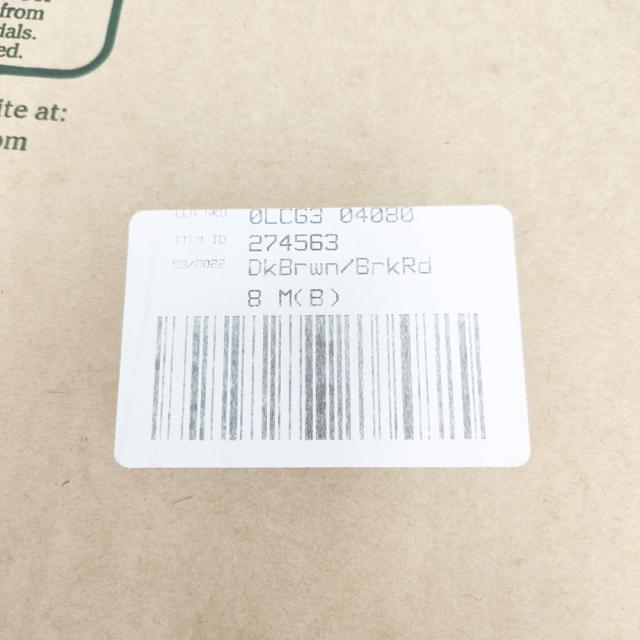 from
dals.
ed.
ite at:
om
LLB SKU 0LCG3 04080
ITEM ID 274563
03/2022 DkBrwn/BrkRd
8 M(B)